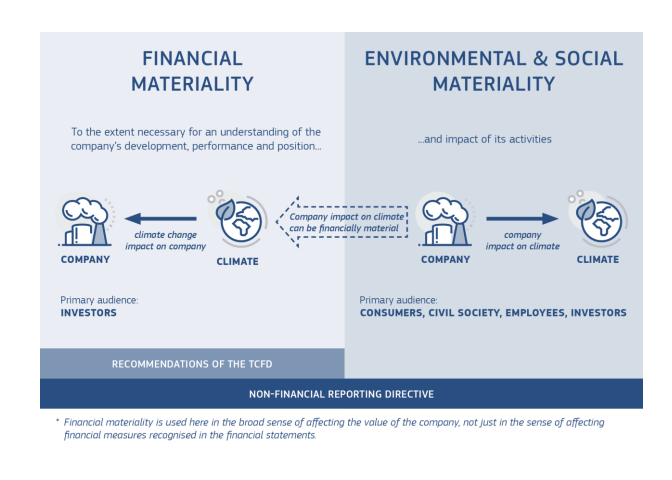 FINANCIAL
MATERIALITY
To the extent necessary for an understanding of the
company's development, performance and position...
climate change
impact on company
COMPANY
CLIMATE
Primary audience:
INVESTORS
Company impact on climate
can be financially material
ENVIRONMENTAL & SOCIAL
MATERIALITY
...and impact of its activities
company
impact on climate
COMPANY
CLIMATE
Primary audience:
CONSUMERS, CIVIL SOCIETY, EMPLOYEES, INVESTORS
RECOMMENDATIONS OF THE TCFD
NON-FINANCIAL REPORTING DIRECTIVE
* Financial materiality is used here in the broad sense of affecting the value of the company, not just in the sense of affecting
financial measures recognised in the financial statements.